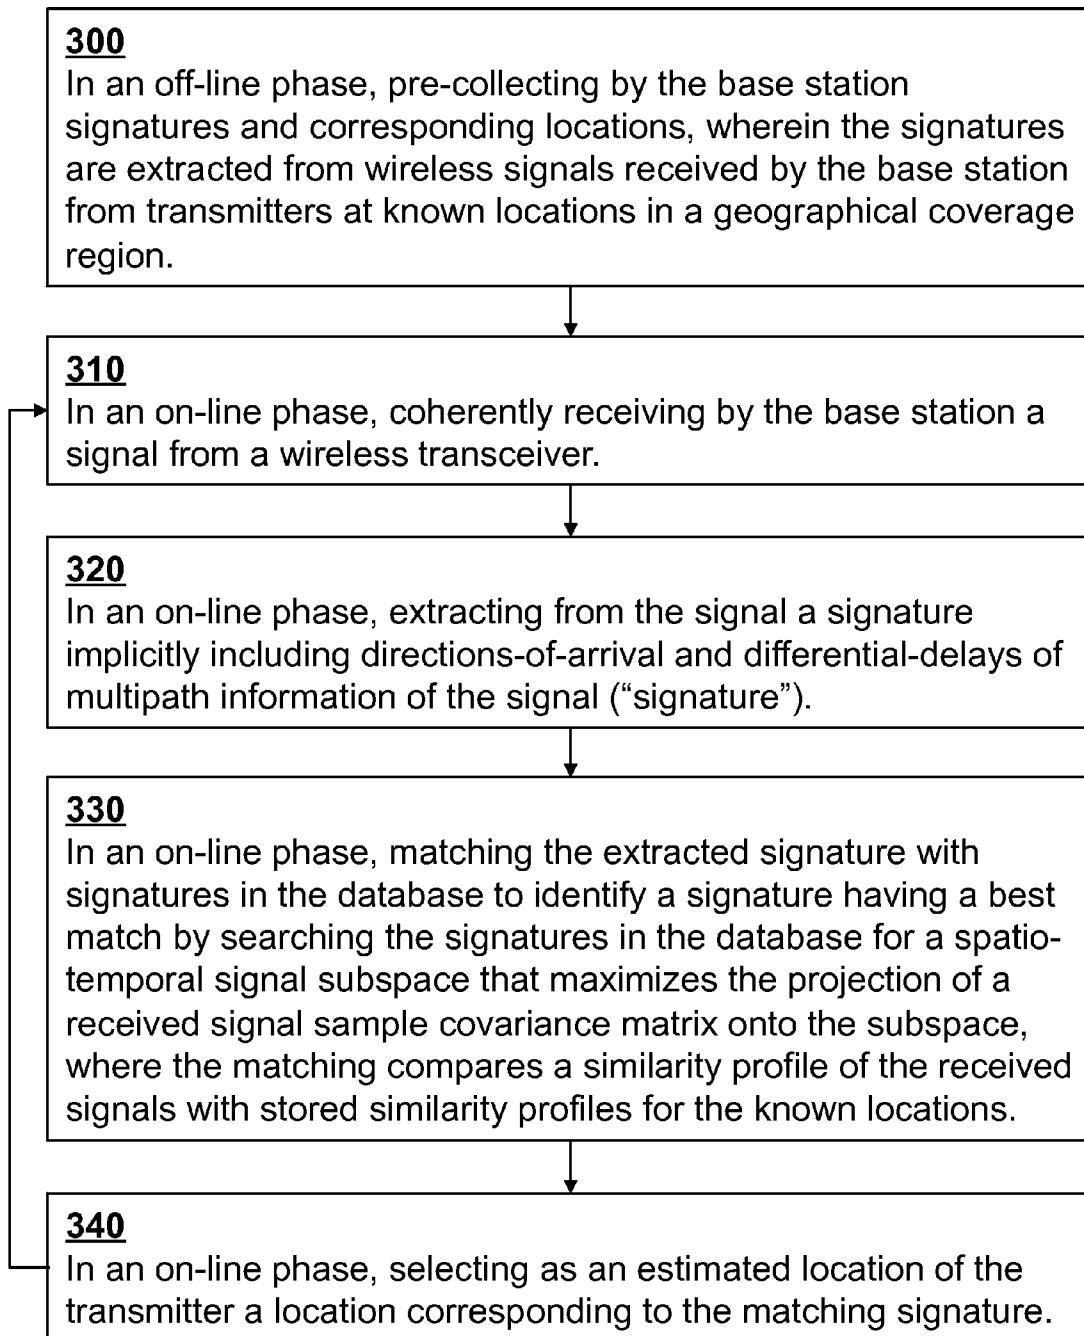 300
In an off-line phase, pre-collecting by the base station
signatures and corresponding locations, wherein the signatures
are extracted from wireless signals received by the base station
from transmitters at known locations in a geographical coverage
region.
310
In an on-line phase, coherently receiving by the base station a
signal from a wireless transceiver.
320
In an on-line phase, extracting from the signal a signature
implicitly including directions-of-arrival and differential-delays of
multipath information of the signal (“signature”).
330
In an on-line phase, matching the extracted signature with
signatures in the database to identify a signature having a best
match by searching the signatures in the database for a spatio-
temporal signal subspace that maximizes the projection of a
received signal sample covariance matrix onto the subspace,
where the matching compares a similarity profile of the received
signals with stored similarity profiles for the known locations.
340
In an on-line phase, selecting as an estimated location of the
transmitter a location corresponding to the matching signature.